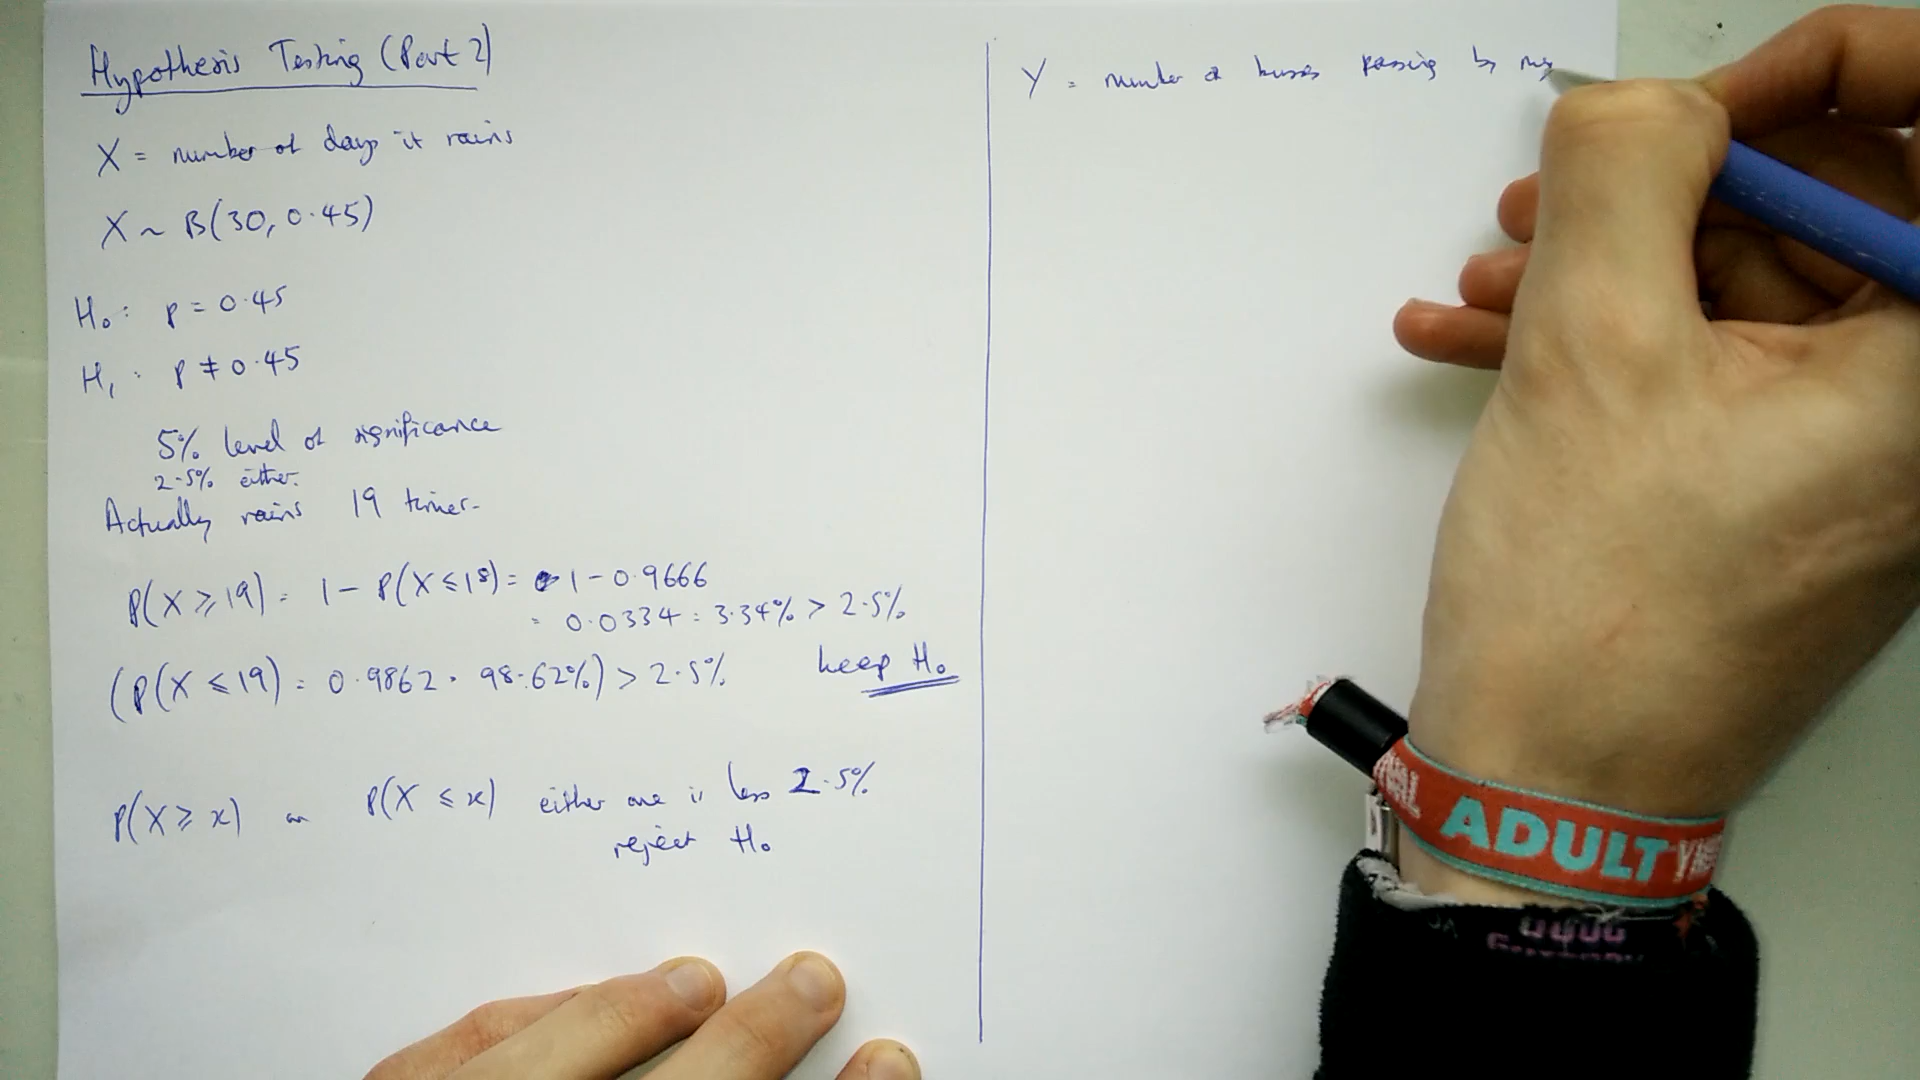 Hypothesis Testing (Part 2)
X = number of days it rains
X ~ B(30, 0.45)
H₀: p = 0.45
H₁: p ≠ 0.45
5% level of significance
2.5% either.
Actually rains 19 times.
P(X ≥ 19) = 1 - P(X ≤ 18) = 1 - 0.9666
= 0.0334 = 3.34% > 2.5%
(P(X ≤ 19) = 0.9862 = 98.62%) > 2.5% keep H₀
P(X ≥ x) or P(X ≤ x) either one is less 2.5%
reject H₀
Y = number of buses passing by my
ADULT